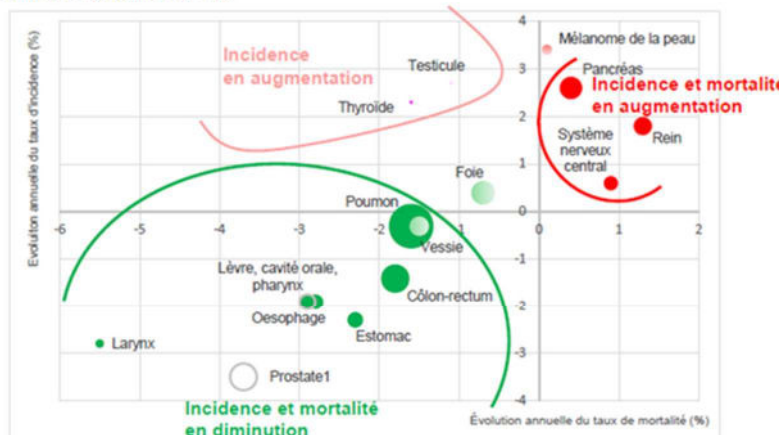 4
3
2
1
0
-1
-2
-3
-4
-6
-5
-4
-3
-2
-1
0
1
2
Evoluiton annuelle du taux d'incidence (%)
Évolution annuelle du taux de mortalité (%)
Incidence
en augmentation
Testicule
Thyroïde
Mélanome de la peau
Pancréas
Incidence et mortalité
en augmentation
Rein
Système
nerveux
central
Foie
Poumon
Vessie
Lèvre, cavité orale,
pharynx
Oesophage
Côlon-rectum
Estomac
Larynx
Prostate1
Incidence et mortalité
en diminution